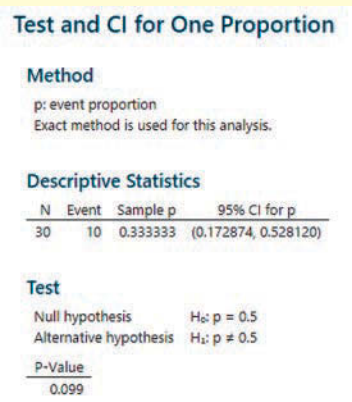 Test and CI for One Proportion
Method
p: event proportion
Exact method is used for this analysis.
Descriptive Statistics
N Event Sample p 95% CI for p
30 10 0.333333 (0.172874, 0.528120)
Test
Null hypothesis H₀: p = 0.5
Alternative hypothesis H₁: p ≠ 0.5
P-Value
0.099